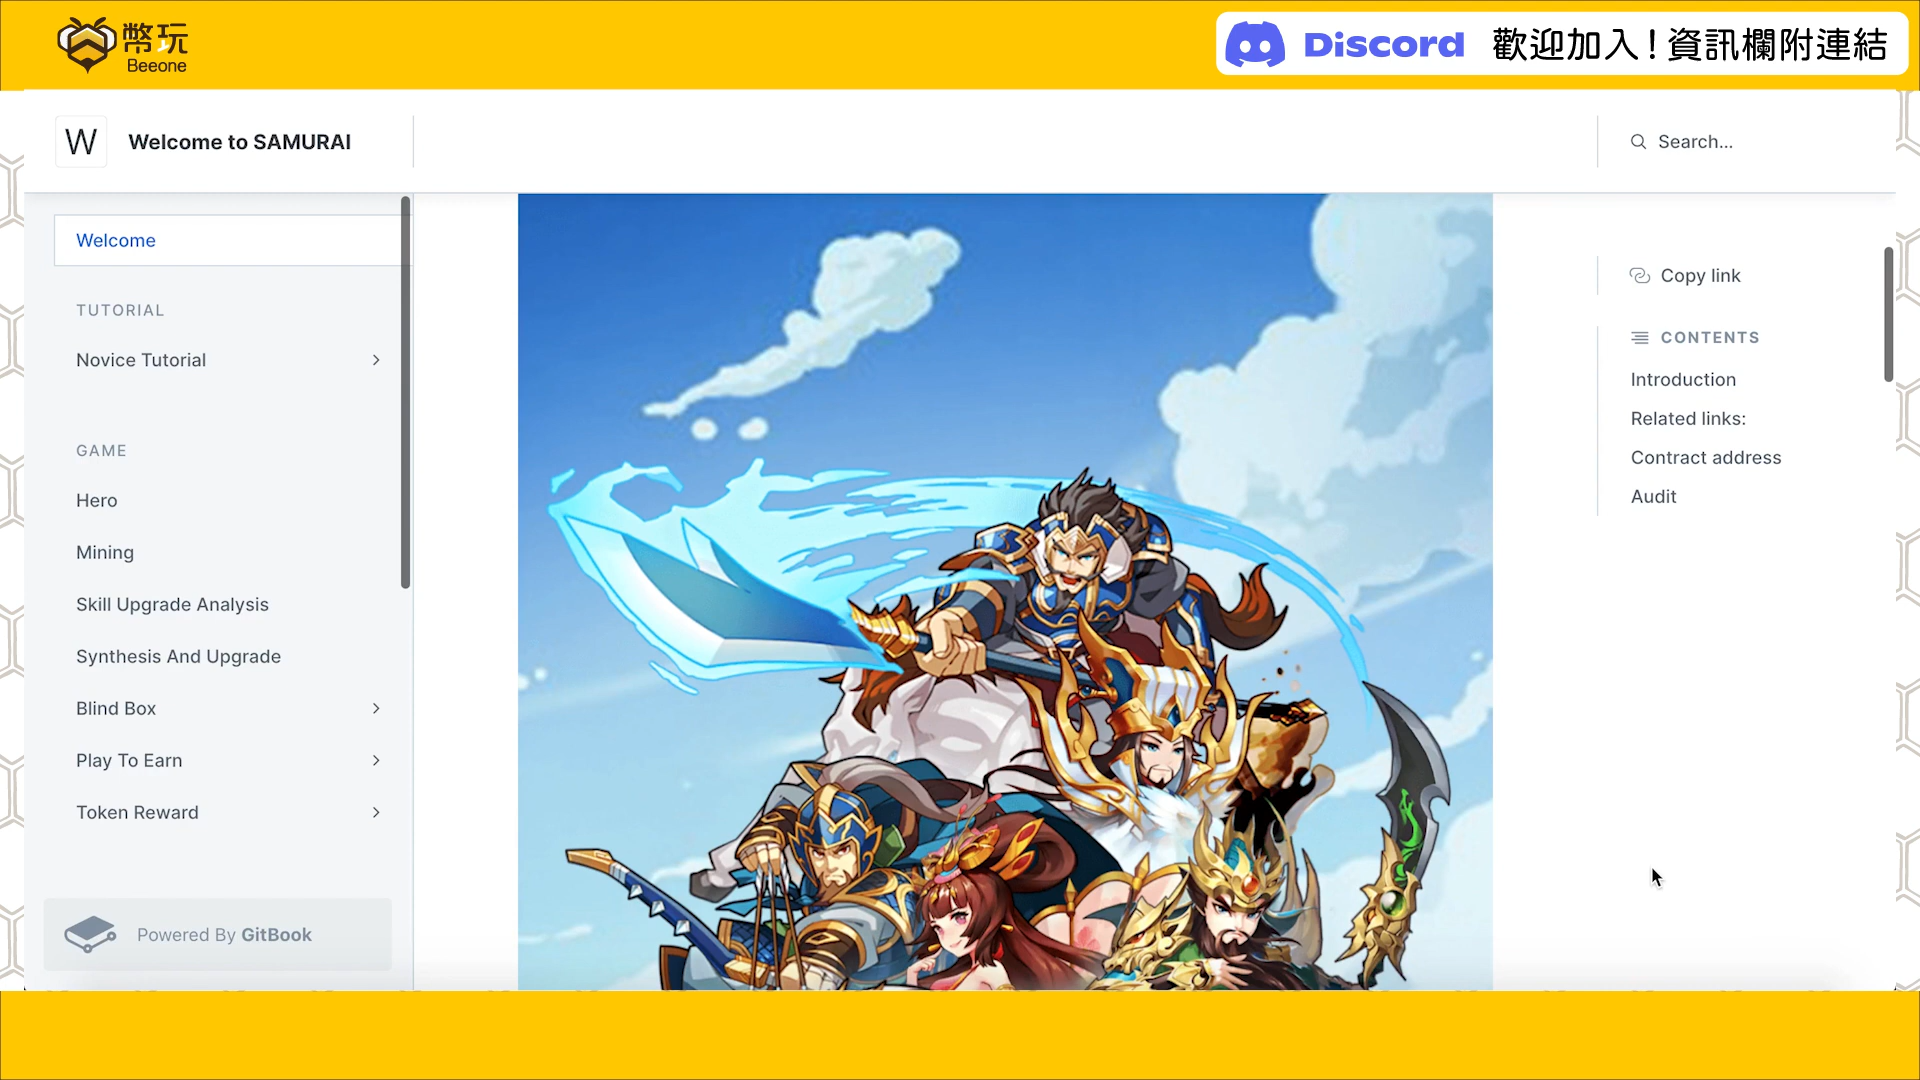 幣玩
Beeone
Discord 歡迎加入！資訊欄附連結
W Welcome to SAMURAI
Search...
Welcome
TUTORIAL
Novice Tutorial
GAME
Hero
Mining
Skill Upgrade Analysis
Synthesis And Upgrade
Blind Box
Play To Earn
Token Reward
Powered By GitBook
Copy link
CONTENTS
Introduction
Related links:
Contract address
Audit